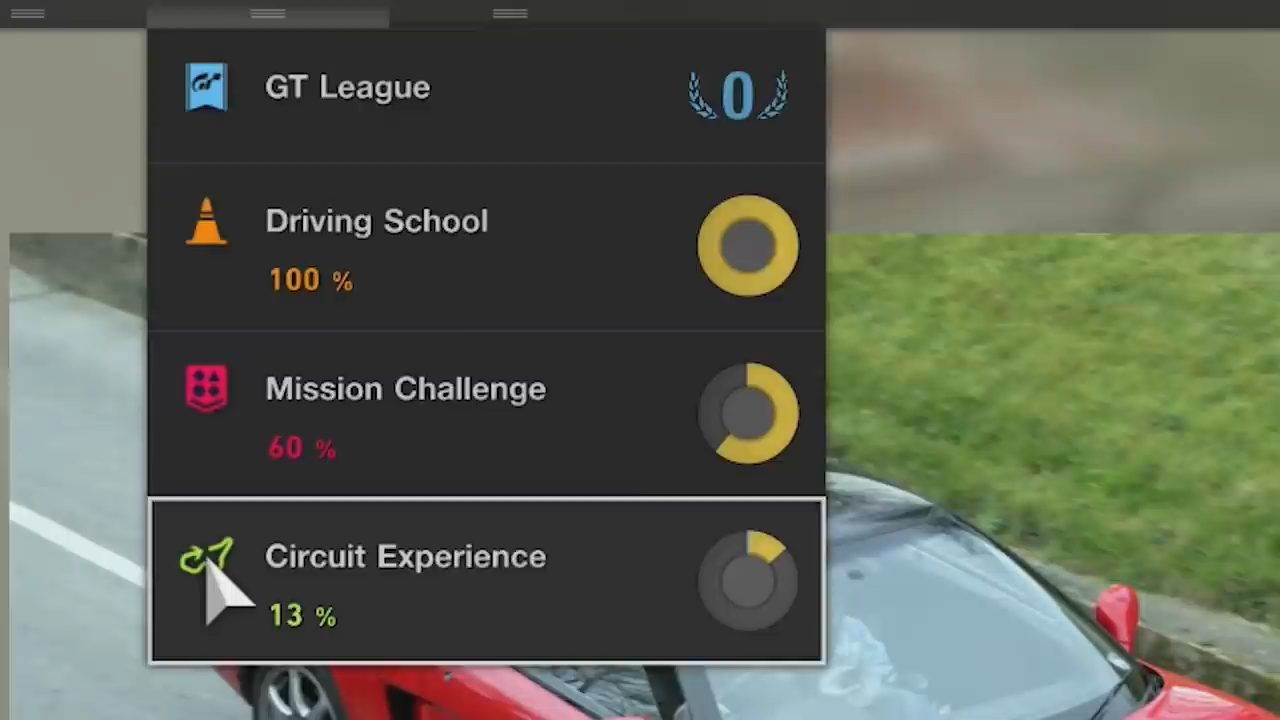 GT League
0
Driving School
100 %
Mission Challenge
60 %
Circuit Experience
13 %